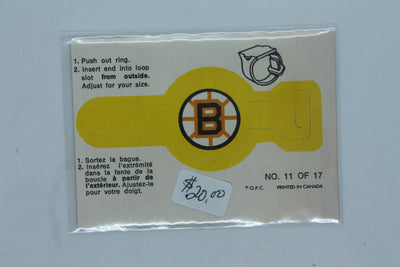 1. Push out ring.
2. Insert end into loop
slot from outside.
Adjust for your size.
B
1. Sortez la bague.
2. Insérez l'extrémité
dans la fente de la
boucle à partir de
l'extérieur. Ajustez-le
pour votre doigt.
$20.00
NO. 11 OF 17
© O.P.C. PRINTED IN CANADA